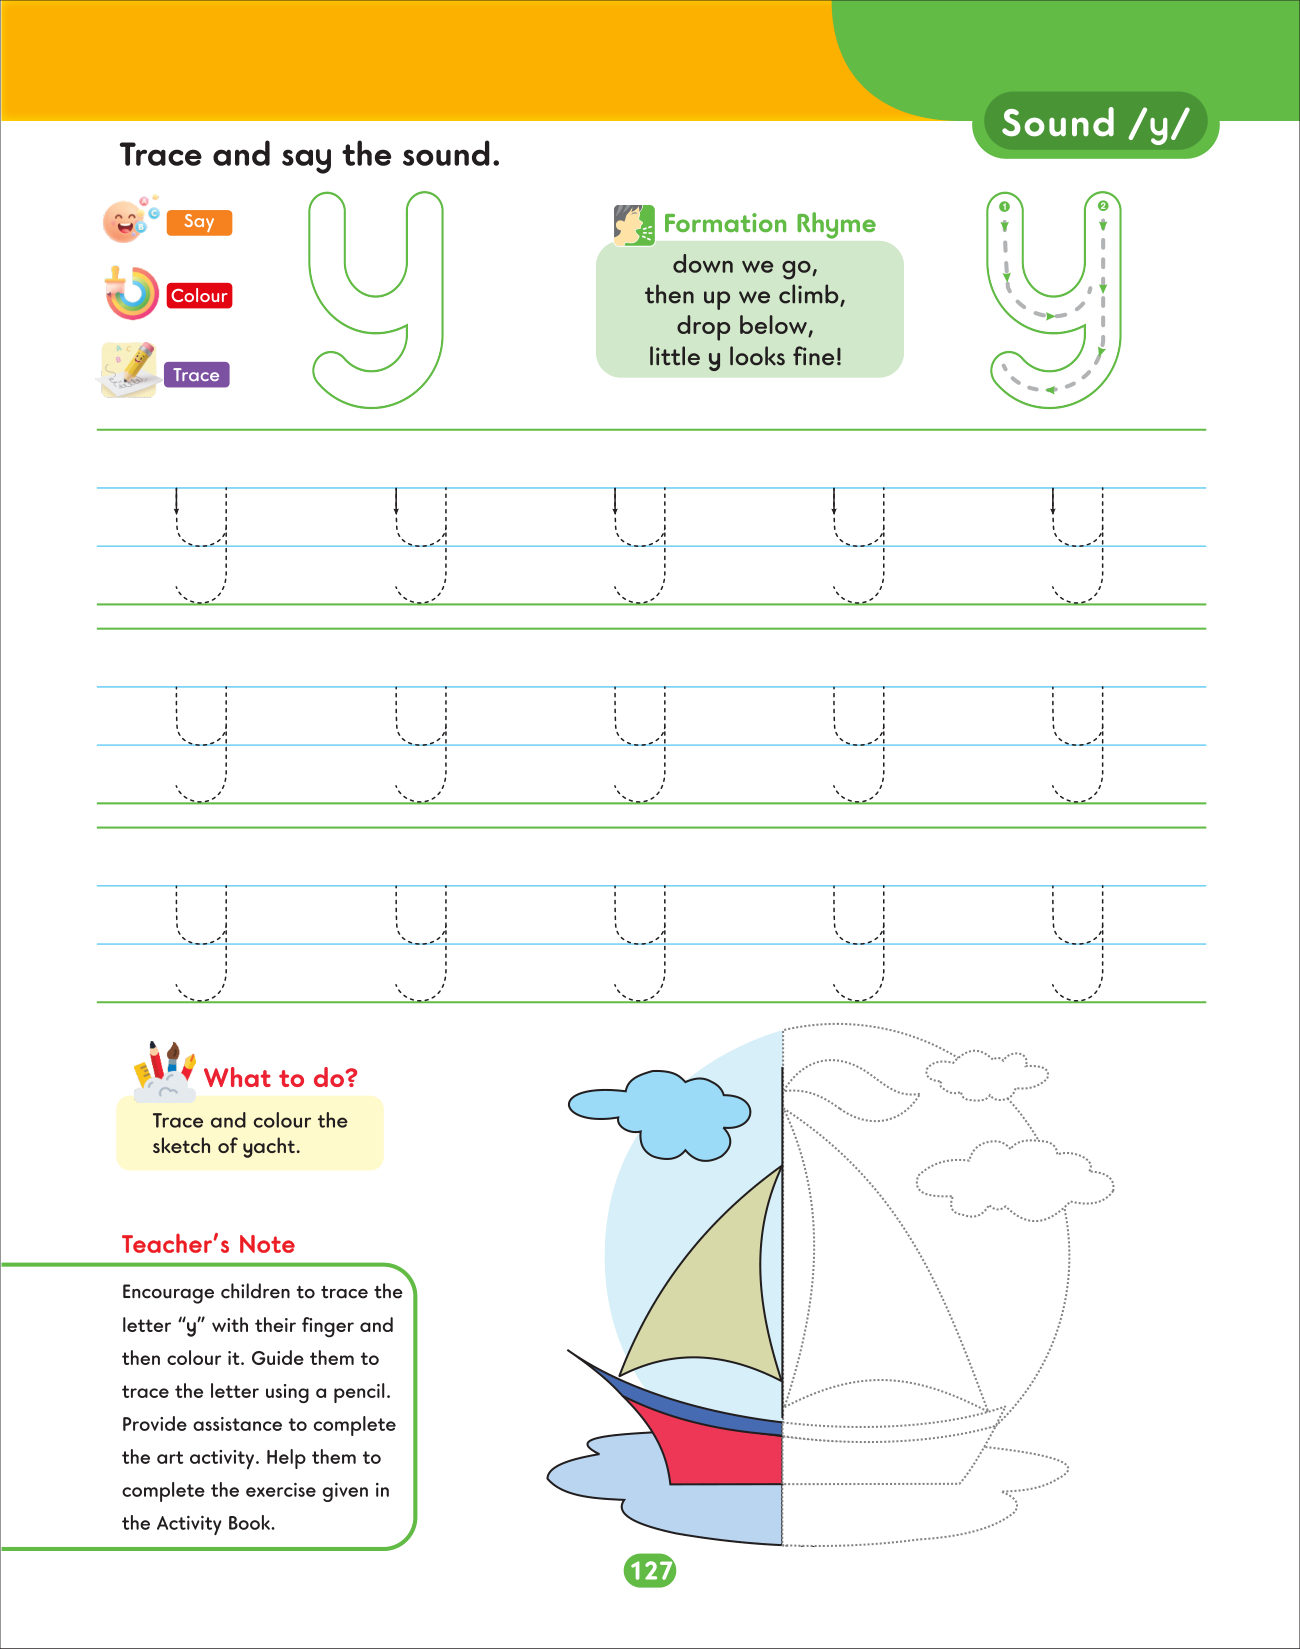 Sound /y/
Trace and say the sound.
Say
Colour
Trace
y
Formation Rhyme
down we go,
then up we climb,
drop below,
little y looks fine!
1 2
y
y y y y y
y y y y y
y y y y y
What to do?
Trace and colour the
sketch of yacht.
Teacher's Note
Encourage children to trace the
letter “y” with their finger and
then colour it. Guide them to
trace the letter using a pencil.
Provide assistance to complete
the art activity. Help them to
complete the exercise given in
the Activity Book.
127